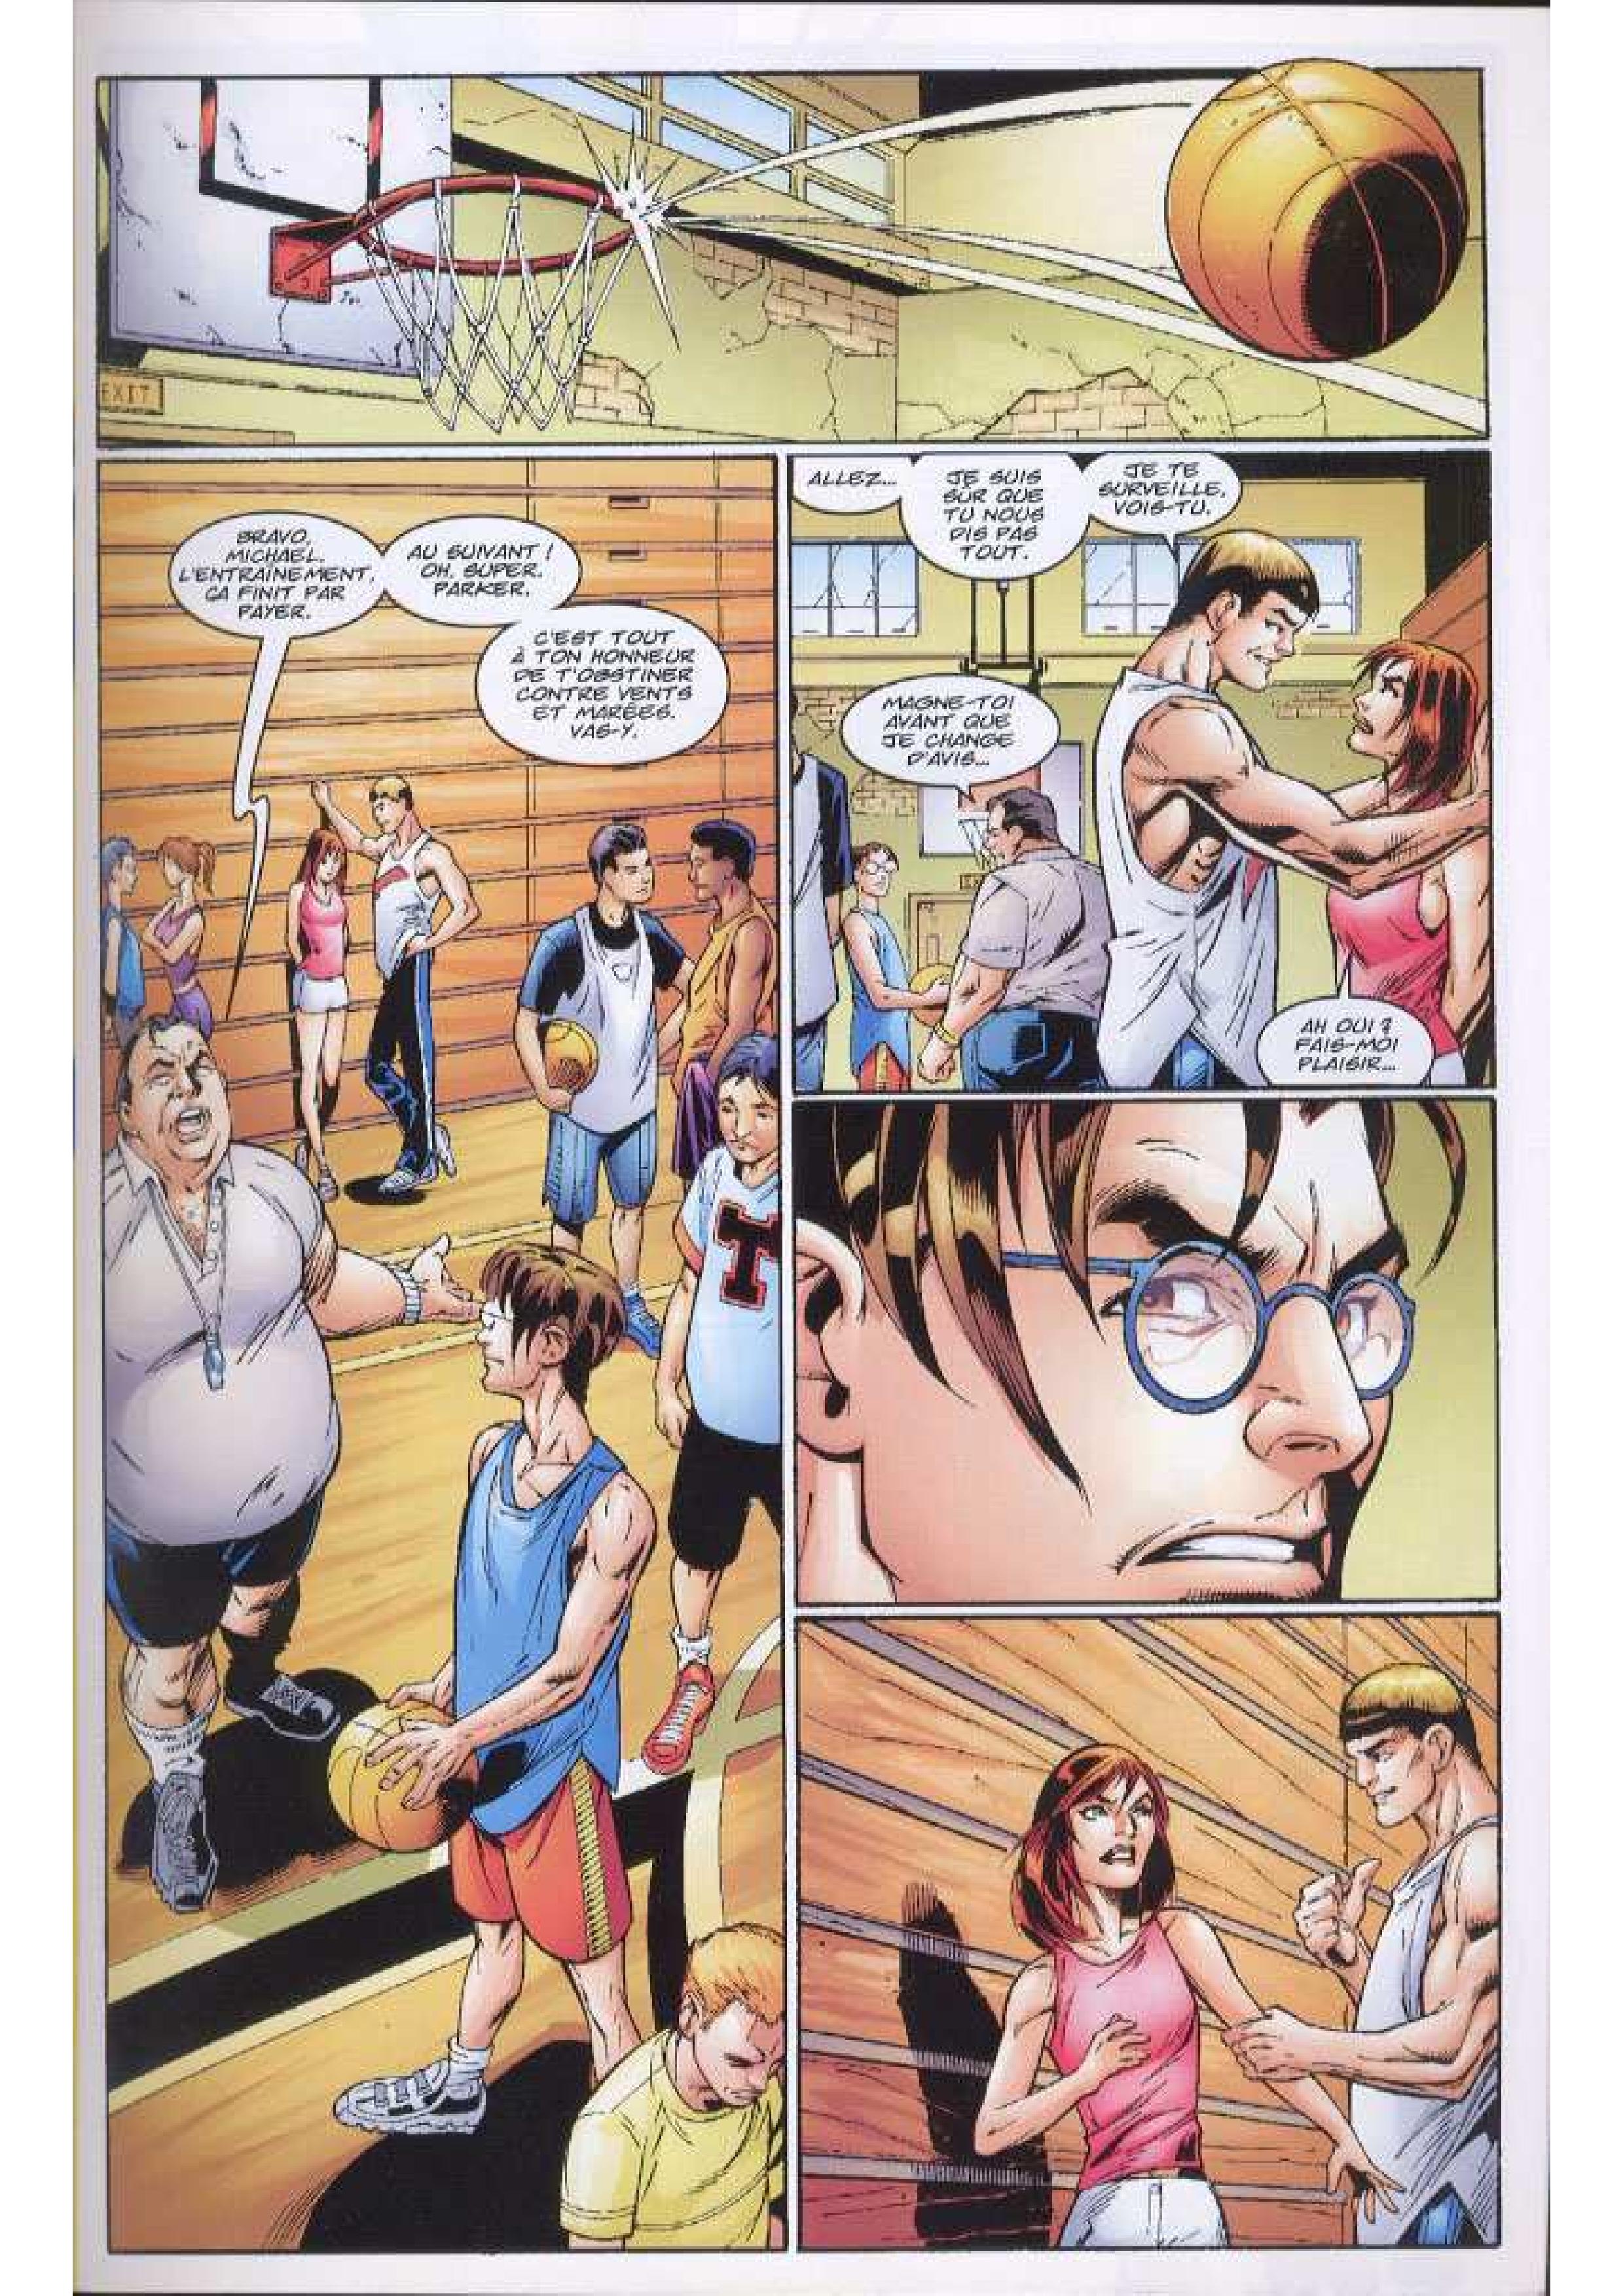 EXIT
BRAVO,
MICHAEL.
L'ENTRAINEMENT,
ÇA FINIT PAR
PAYER.
AU SUIVANT !
OH, SUPER.
PARKER.
C'EST TOUT
À TON HONNEUR
DE T'OBSTINER
CONTRE VENTS
ET MARÉES.
VAS-Y.
T
ALLEZ...
JE SUIS
SÛR QUE
TU NOUS
DIS PAS
TOUT.
JE TE
SURVEILLE,
VOIS-TU.
MAGNE-TOI
AVANT QUE
JE CHANGE
D'AVIS...
AH OUI ?
FAIS-MOI
PLAISIR...